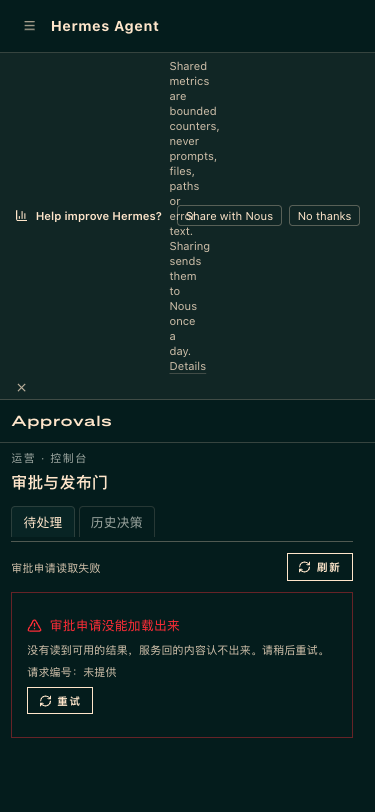 Hermes Agent
Shared
metrics
are
bounded
counters,
never
prompts,
files,
paths
or
error
text.
Sharing
sends
them
to
Nous
once
a
day.
Details
Help improve Hermes?
Share with Nous
No thanks
Approvals
运营 · 控制台
审批与发布门
待处理
历史决策
审批申请读取失败
刷新
审批申请没能加载出来
没有读到可用的结果，服务回的内容认不出来。请稍后重试。
请求编号：未提供
重试